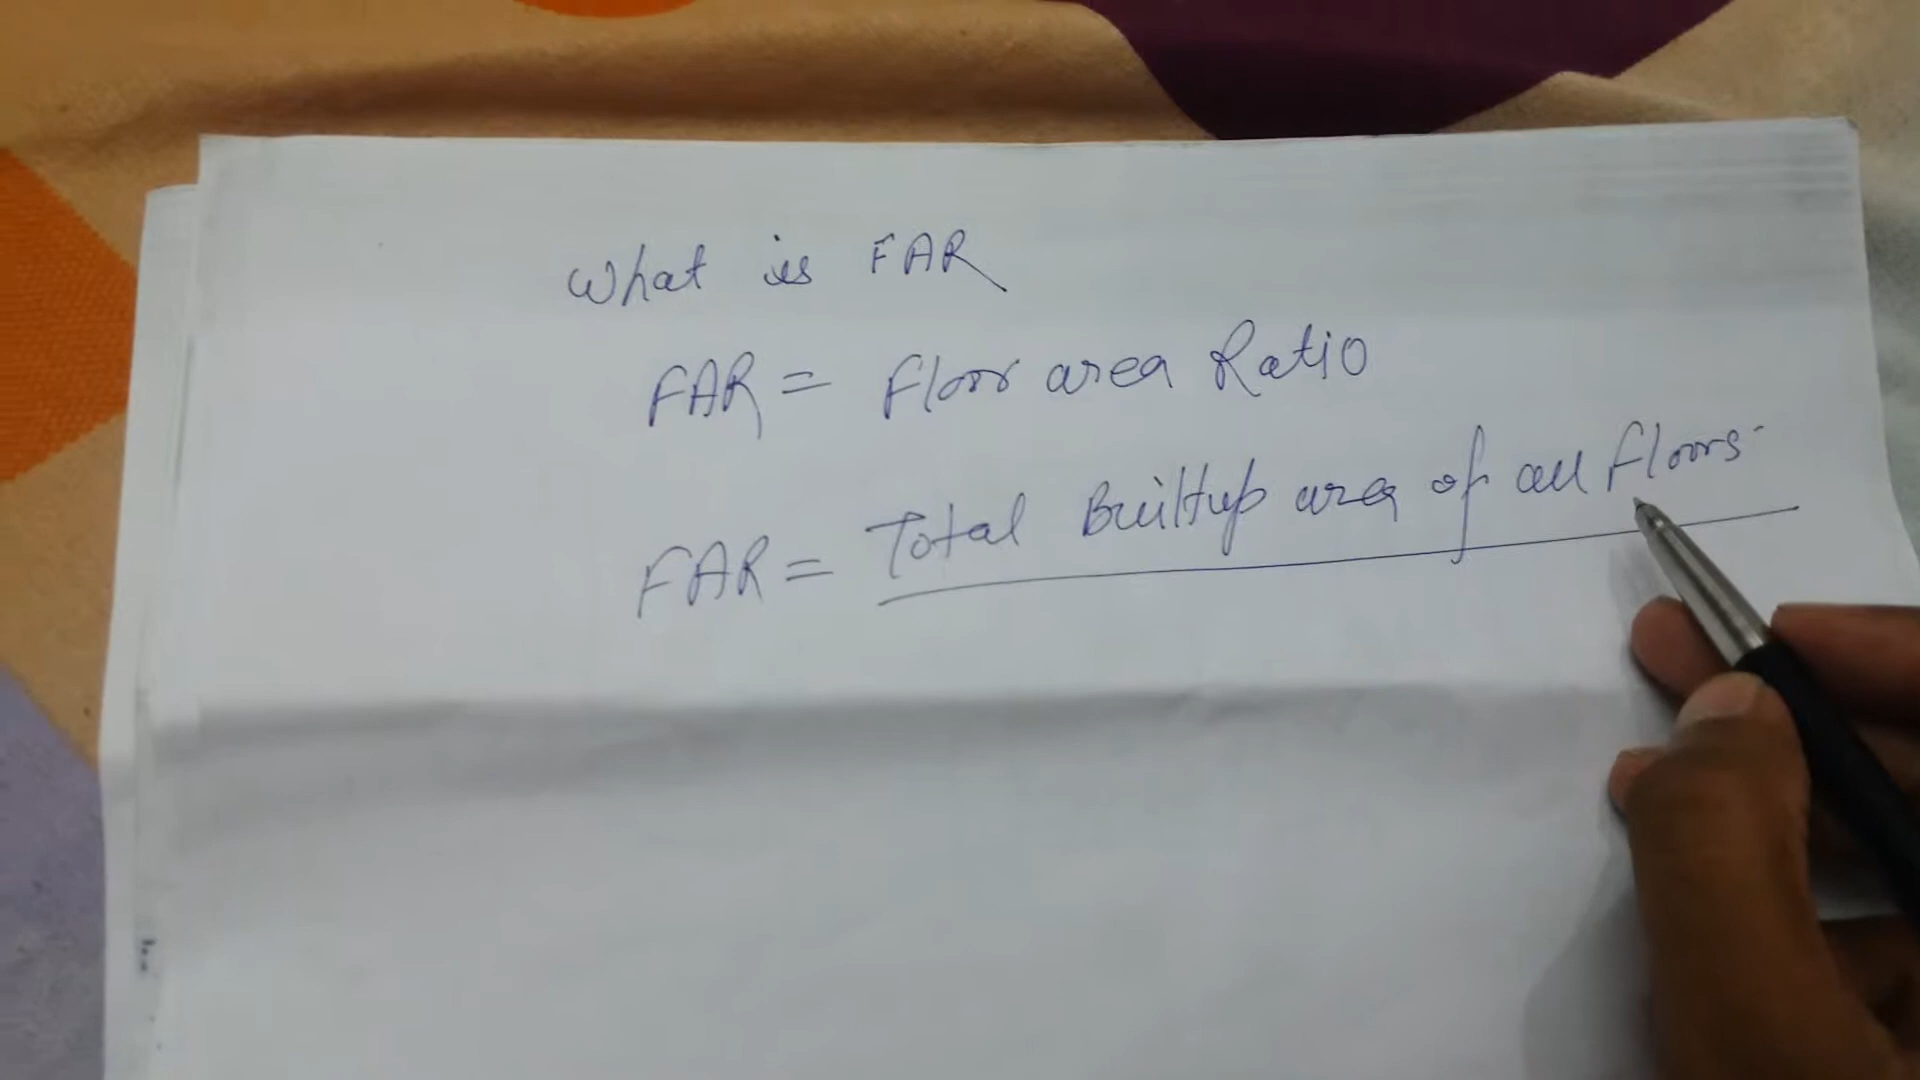 What is FAR
FAR = Floor area Ratio
FAR = Total Builtup area of all floors